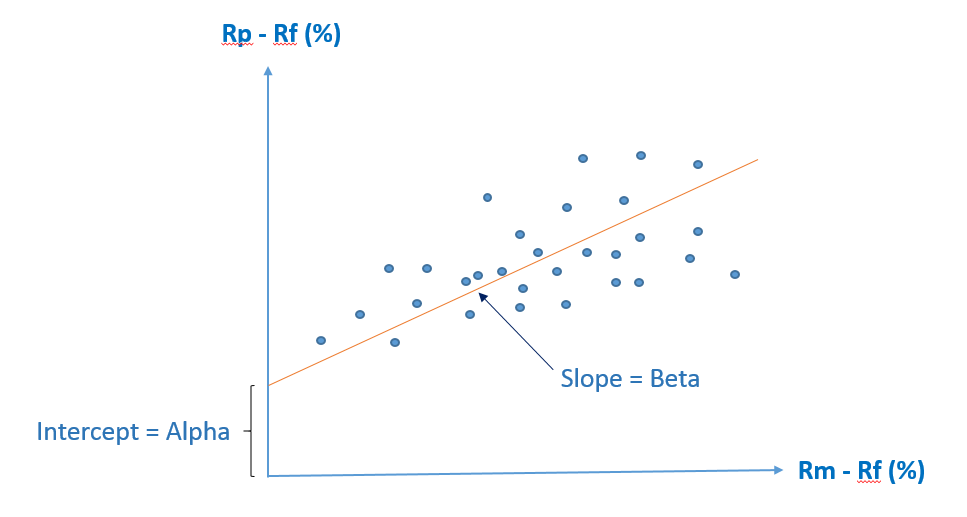 Rp - Rf (%)
Slope = Beta
Intercept = Alpha
Rm - Rf (%)